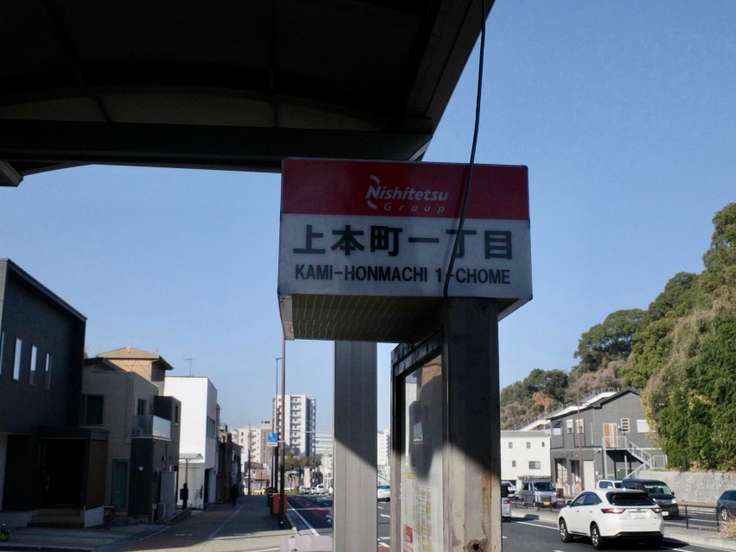 Nishitetsu
Group
上本町一丁目
KAMI-HONMACHI 1-CHOME